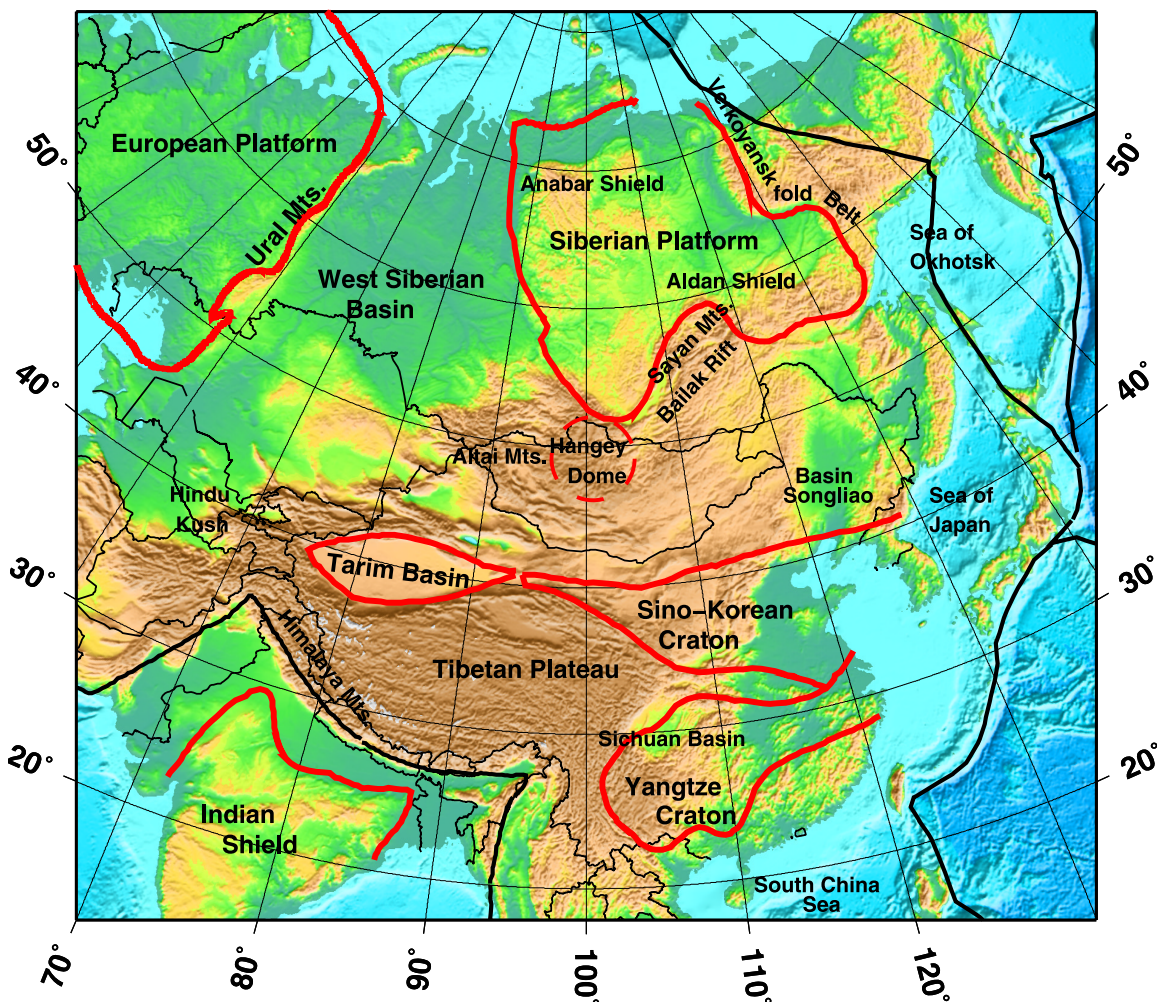 European Platform
Ural Mts.
West Siberian
Basin
Anabar Shield
Siberian Platform
Aldan Shield
Verkoyansk
fold Belt
Sea of
Okhotsk
Sayan Mts.
Bailak Rift
Altai Mts.
Hangey
Dome
Basin
Songliao
Sea of
Japan
Hindu
Kush
Tarim Basin
Sino-Korean
Craton
Tibetan Plateau
Himalaya Mts.
Sichuan Basin
Yangtze
Craton
Indian
Shield
South China
Sea
50°
40°
30°
20°
50°
40°
30°
20°
70°
80°
90°
100°
110°
120°